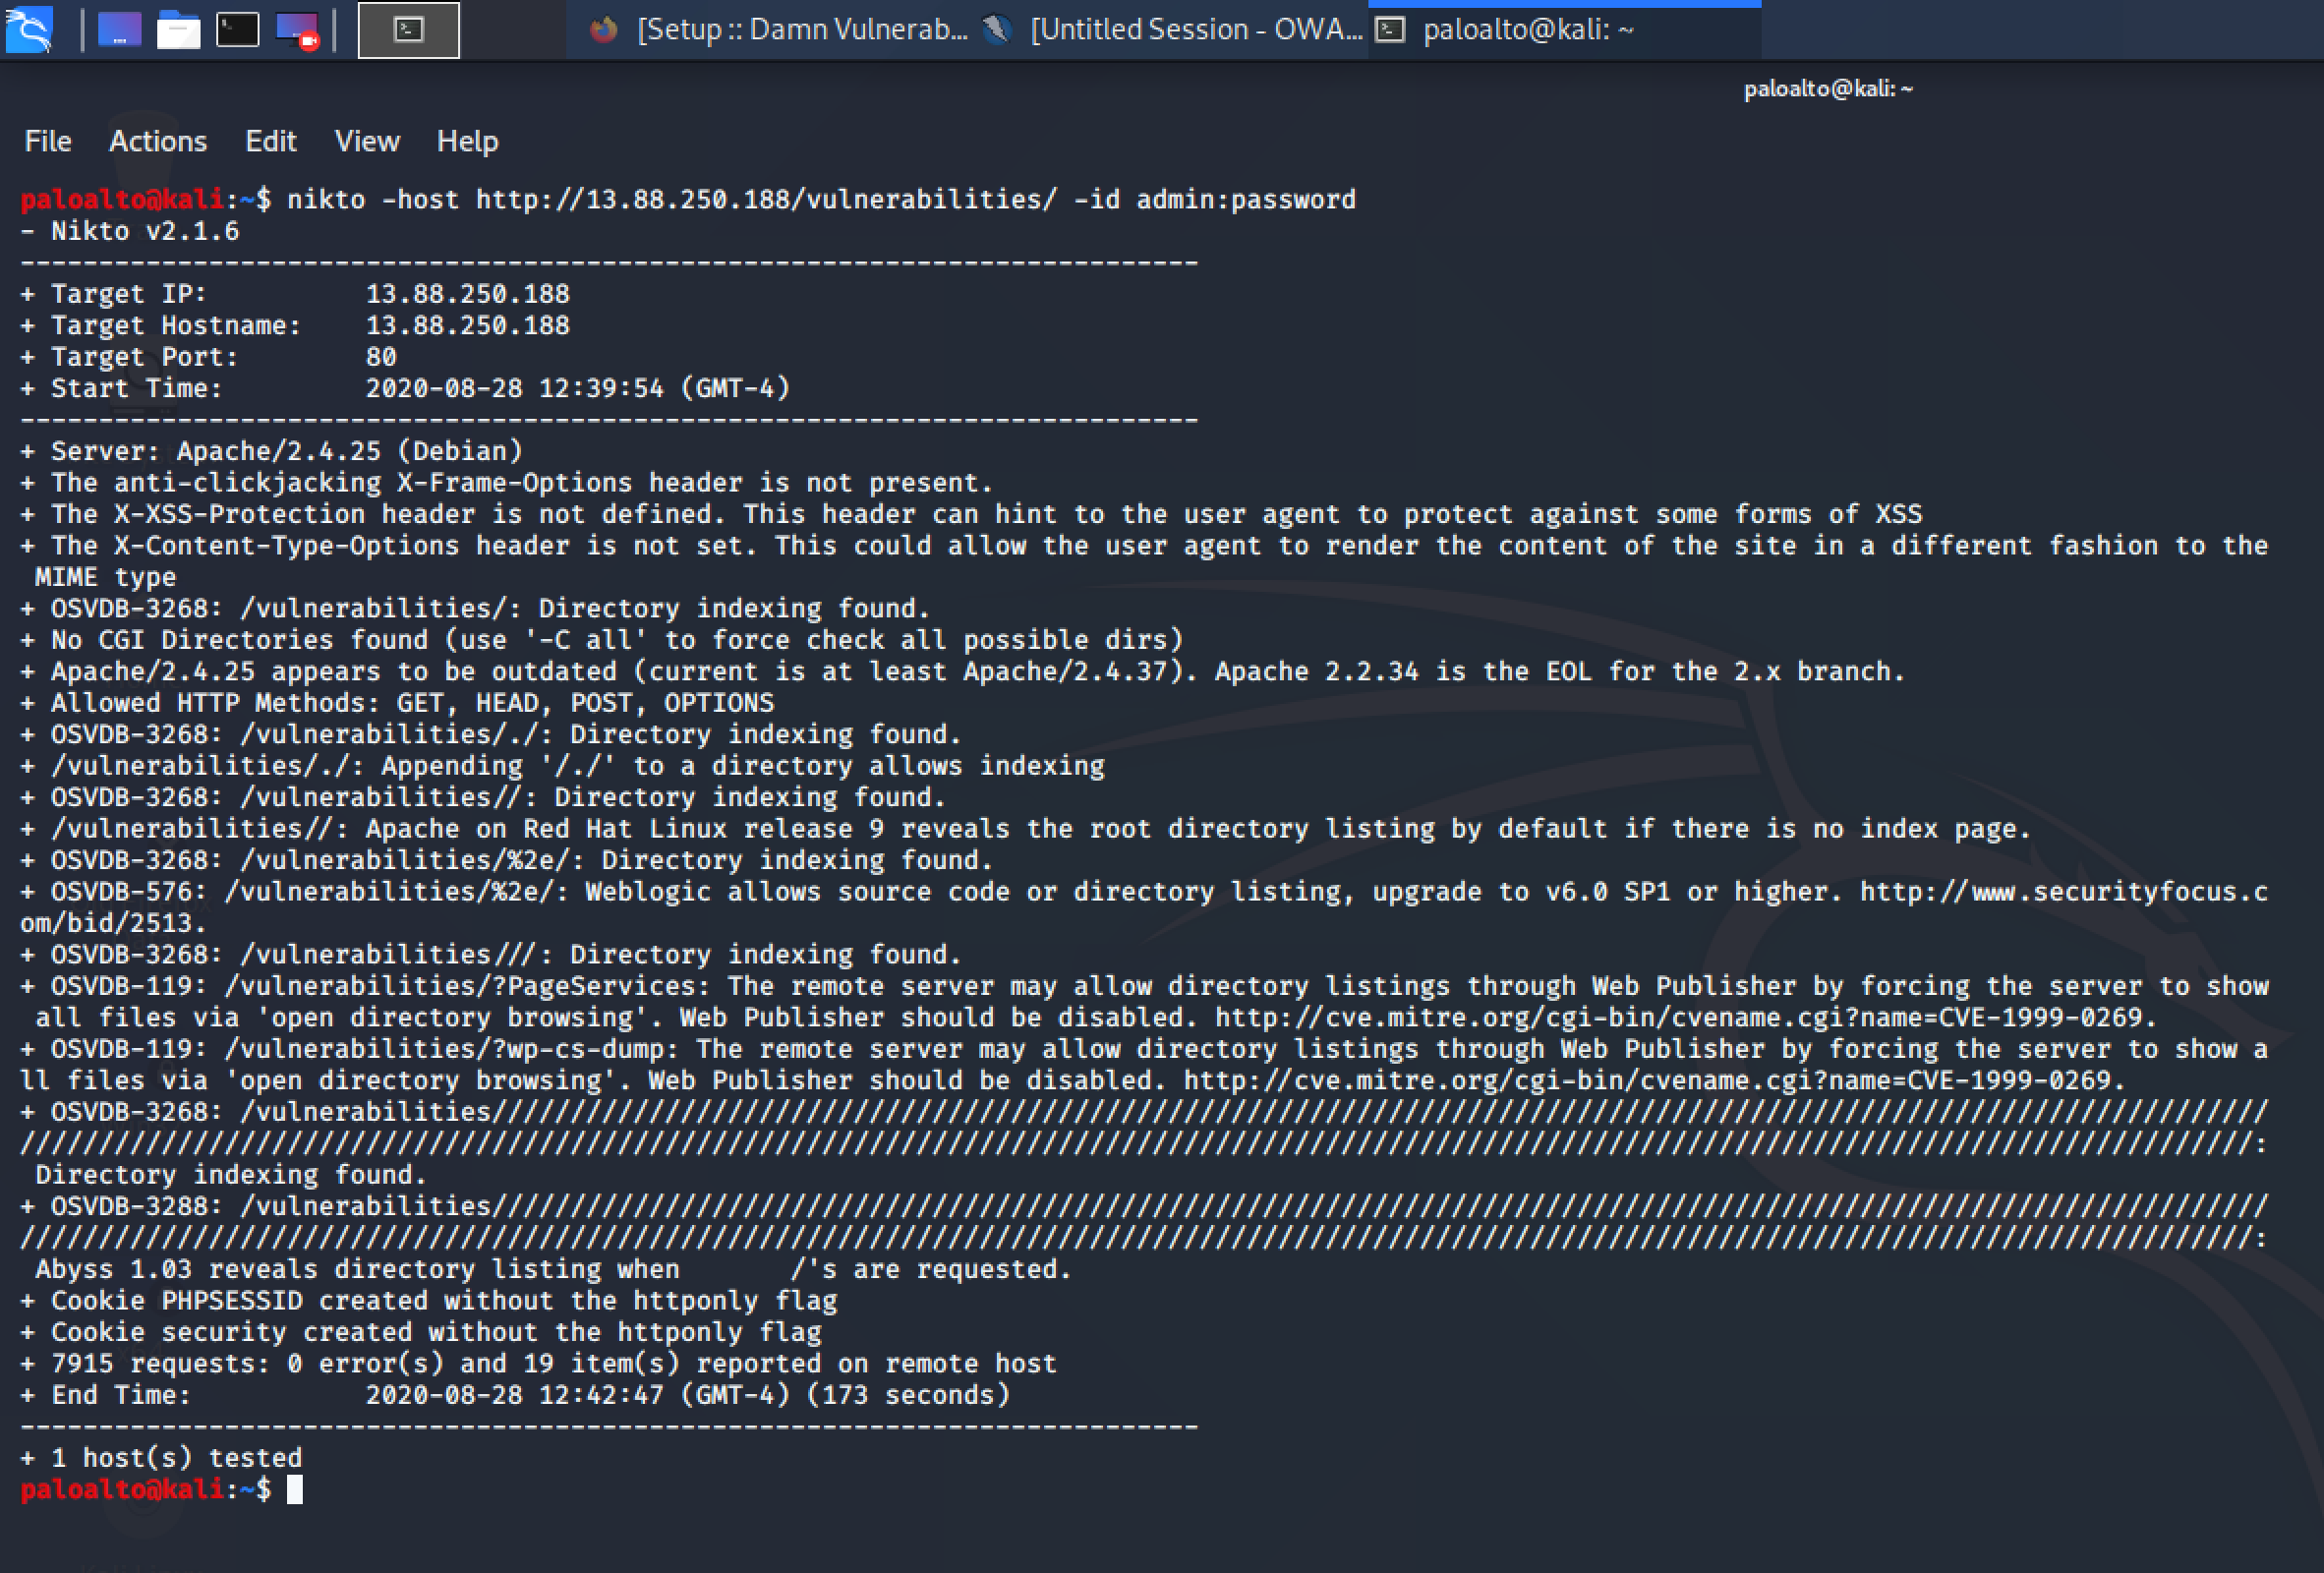 [Setup :: Damn Vulnerab... [Untitled Session - OWA... paloalto@kali: ~
paloalto@kali: ~
File Actions Edit View Help
paloalto@kali:~$ nikto -host http://13.88.250.188/vulnerabilities/ -id admin:password
- Nikto v2.1.6
---------------------------------------------------------------------------
+ Target IP:          13.88.250.188
+ Target Hostname:    13.88.250.188
+ Target Port:        80
+ Start Time:         2020-08-28 12:39:54 (GMT-4)
---------------------------------------------------------------------------
+ Server: Apache/2.4.25 (Debian)
+ The anti-clickjacking X-Frame-Options header is not present.
+ The X-XSS-Protection header is not defined. This header can hint to the user agent to protect against some forms of XSS
+ The X-Content-Type-Options header is not set. This could allow the user agent to render the content of the site in a different fashion to the
 MIME type
+ OSVDB-3268: /vulnerabilities/: Directory indexing found.
+ No CGI Directories found (use '-C all' to force check all possible dirs)
+ Apache/2.4.25 appears to be outdated (current is at least Apache/2.4.37). Apache 2.2.34 is the EOL for the 2.x branch.
+ Allowed HTTP Methods: GET, HEAD, POST, OPTIONS
+ OSVDB-3268: /vulnerabilities/./: Directory indexing found.
+ /vulnerabilities/./: Appending '/./' to a directory allows indexing
+ OSVDB-3268: /vulnerabilities//: Directory indexing found.
+ /vulnerabilities//: Apache on Red Hat Linux release 9 reveals the root directory listing by default if there is no index page.
+ OSVDB-3268: /vulnerabilities/%2e/: Directory indexing found.
+ OSVDB-576: /vulnerabilities/%2e/: Weblogic allows source code or directory listing, upgrade to v6.0 SP1 or higher. http://www.securityfocus.c
om/bid/2513.
+ OSVDB-3268: /vulnerabilities///: Directory indexing found.
+ OSVDB-119: /vulnerabilities/?PageServices: The remote server may allow directory listings through Web Publisher by forcing the server to show
 all files via 'open directory browsing'. Web Publisher should be disabled. http://cve.mitre.org/cgi-bin/cvename.cgi?name=CVE-1999-0269.
+ OSVDB-119: /vulnerabilities/?wp-cs-dump: The remote server may allow directory listings through Web Publisher by forcing the server to show a
ll files via 'open directory browsing'. Web Publisher should be disabled. http://cve.mitre.org/cgi-bin/cvename.cgi?name=CVE-1999-0269.
+ OSVDB-3268: /vulnerabilities/////////////////////////////////////////////////////////////////////////////////////////////////////////////////
//////////////////////////////////////////////////////////////////////////////////////////////////////////////////////////////////////////////:
 Directory indexing found.
+ OSVDB-3288: /vulnerabilities/////////////////////////////////////////////////////////////////////////////////////////////////////////////////
//////////////////////////////////////////////////////////////////////////////////////////////////////////////////////////////////////////////:
 Abyss 1.03 reveals directory listing when       /'s are requested.
+ Cookie PHPSESSID created without the httponly flag
+ Cookie security created without the httponly flag
+ 7915 requests: 0 error(s) and 19 item(s) reported on remote host
+ End Time:           2020-08-28 12:42:47 (GMT-4) (173 seconds)
---------------------------------------------------------------------------
+ 1 host(s) tested
paloalto@kali:~$